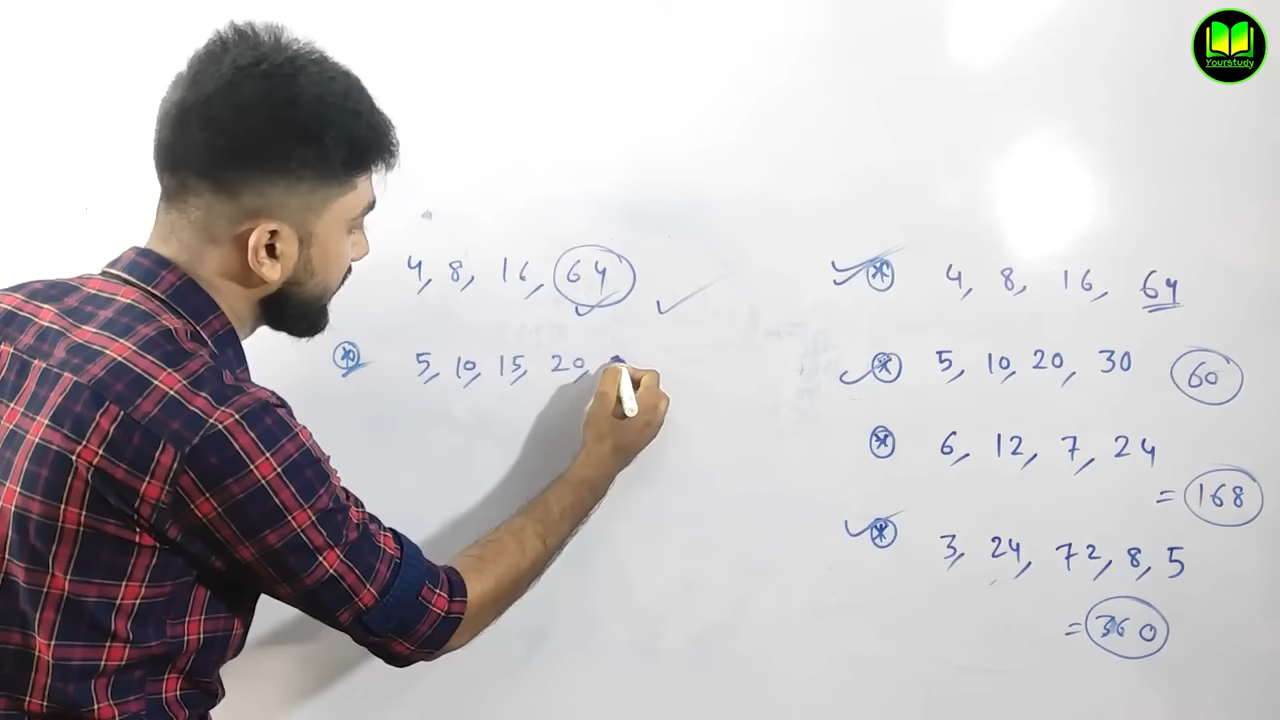 Yourstudy
4, 8, 16, 64
5, 10, 15, 20,
4, 8, 16, 64
5, 10, 20, 30 60
6, 12, 7, 24
= 168
3, 24, 72, 8, 5
= 360